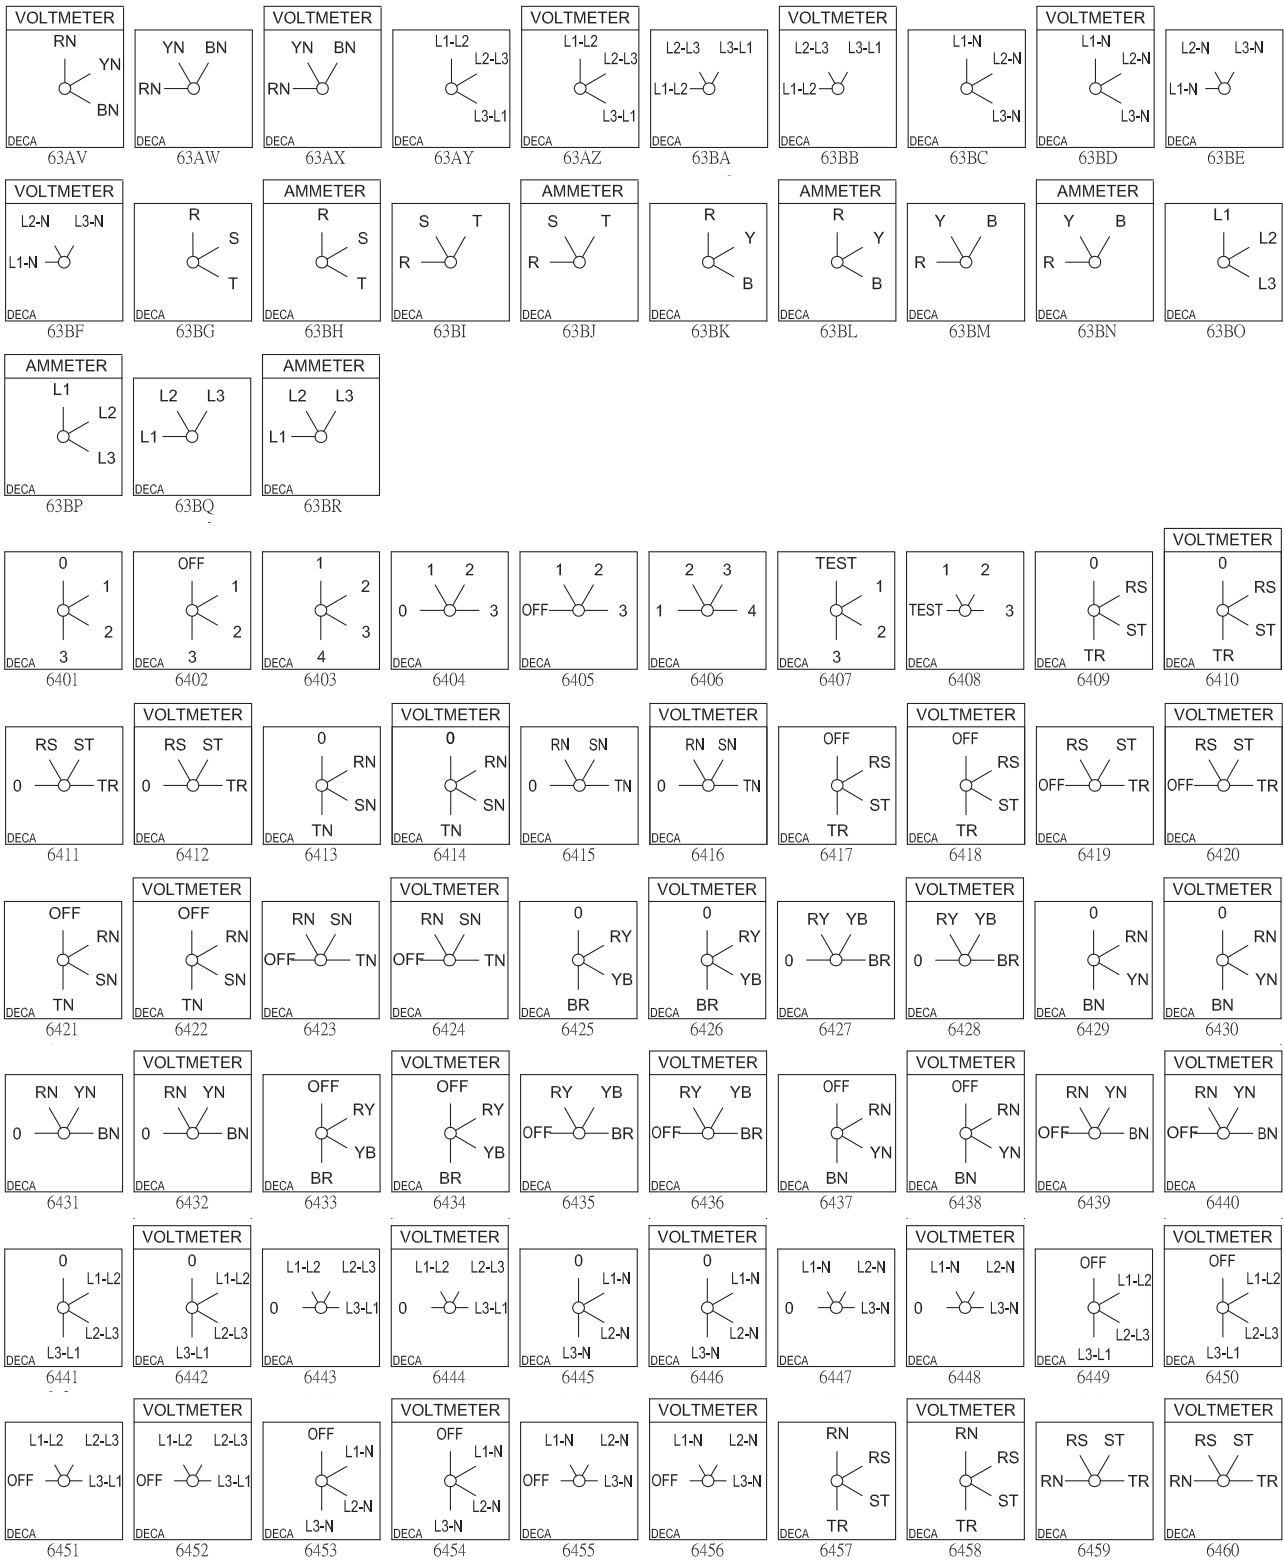 VOLTMETER VOLTMETER VOLTMETER VOLTMETER VOLTMETER
RN YN BN DECA 63AV
RN YN BN DECA 63AW
RN YN BN DECA 63AX
L1-L2 L2-L3 L3-L1 DECA 63AY
L1-L2 L2-L3 L3-L1 DECA 63AZ
L2-L3 L3-L1 L1-L2 DECA 63BA
L2-L3 L3-L1 L1-L2 DECA 63BB
L1-N L2-N L3-N DECA 63BC
L1-N L2-N L3-N DECA 63BD
L2-N L3-N L1-N DECA 63BE
VOLTMETER AMMETER AMMETER AMMETER AMMETER
L2-N L3-N L1-N DECA 63BF
R S T DECA 63BG
R S T DECA 63BH
S T R DECA 63BI
S T R DECA 63BJ
R Y B DECA 63BK
R Y B DECA 63BL
Y B R DECA 63BM
Y B R DECA 63BN
L1 L2 L3 DECA 63BO
AMMETER AMMETER
L1 L2 L3 DECA 63BP
L2 L3 L1 DECA 63BQ
L2 L3 L1 DECA 63BR
VOLTMETER
0 1 2 3 DECA 6401
OFF 1 2 3 DECA 6402
1 2 3 4 DECA 6403
1 2 0 3 DECA 6404
1 2 OFF 3 DECA 6405
2 3 1 4 DECA 6406
TEST 1 2 3 DECA 6407
1 2 TEST 3 DECA 6408
0 RS ST TR DECA 6409
0 RS ST TR DECA 6410
VOLTMETER VOLTMETER VOLTMETER VOLTMETER VOLTMETER
RS ST 0 TR DECA 6411
RS ST 0 TR DECA 6412
0 RN SN TN DECA 6413
0 RN SN TN DECA 6414
RN SN 0 TN DECA 6415
RN SN 0 TN DECA 6416
OFF RS ST TR DECA 6417
OFF RS ST TR DECA 6418
RS ST OFF TR DECA 6419
RS ST OFF TR DECA 6420
VOLTMETER VOLTMETER VOLTMETER VOLTMETER VOLTMETER
OFF RN SN TN DECA 6421
OFF RN SN TN DECA 6422
RN SN OFF TN DECA 6423
RN SN OFF TN DECA 6424
0 RY YB BR DECA 6425
0 RY YB BR DECA 6426
RY YB 0 BR DECA 6427
RY YB 0 BR DECA 6428
0 RN YN BN DECA 6429
0 RN YN BN DECA 6430
VOLTMETER VOLTMETER VOLTMETER VOLTMETER VOLTMETER
RN YN 0 BN DECA 6431
RN YN 0 BN DECA 6432
OFF RY YB BR DECA 6433
OFF RY YB BR DECA 6434
RY YB OFF BR DECA 6435
RY YB OFF BR DECA 6436
OFF RN YN BN DECA 6437
OFF RN YN BN DECA 6438
RN YN OFF BN DECA 6439
RN YN OFF BN DECA 6440
VOLTMETER VOLTMETER VOLTMETER VOLTMETER VOLTMETER
0 L1-L2 L2-L3 L3-L1 DECA 6441
0 L1-L2 L2-L3 L3-L1 DECA 6442
L1-L2 L2-L3 0 L3-L1 DECA 6443
L1-L2 L2-L3 0 L3-L1 DECA 6444
0 L1-N L2-N L3-N DECA 6445
0 L1-N L2-N L3-N DECA 6446
L1-N L2-N 0 L3-N DECA 6447
L1-N L2-N 0 L3-N DECA 6448
OFF L1-L2 L2-L3 L3-L1 DECA 6449
OFF L1-L2 L2-L3 L3-L1 DECA 6450
VOLTMETER VOLTMETER VOLTMETER VOLTMETER VOLTMETER
L1-L2 L2-L3 OFF L3-L1 DECA 6451
L1-L2 L2-L3 OFF L3-L1 DECA 6452
OFF L1-N L2-N L3-N DECA 6453
OFF L1-N L2-N L3-N DECA 6454
L1-N L2-N OFF L3-N DECA 6455
L1-N L2-N OFF L3-N DECA 6456
RN RS ST TR DECA 6457
RN RS ST TR DECA 6458
RS ST RN TR DECA 6459
RS ST RN TR DECA 6460